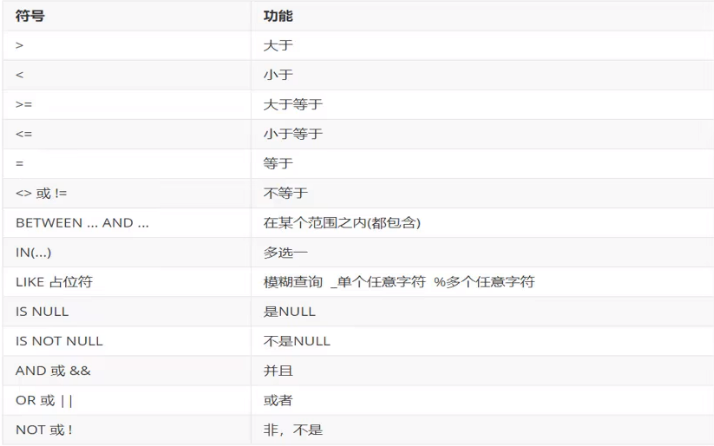 符号 功能
> 大于
< 小于
>= 大于等于
<= 小于等于
= 等于
<> 或 != 不等于
BETWEEN ... AND ... 在某个范围之内(都包含)
IN(...) 多选一
LIKE 占位符 模糊查询 _单个任意字符 %多个任意字符
IS NULL 是NULL
IS NOT NULL 不是NULL
AND 或 && 并且
OR 或 || 或者
NOT 或 ! 非，不是